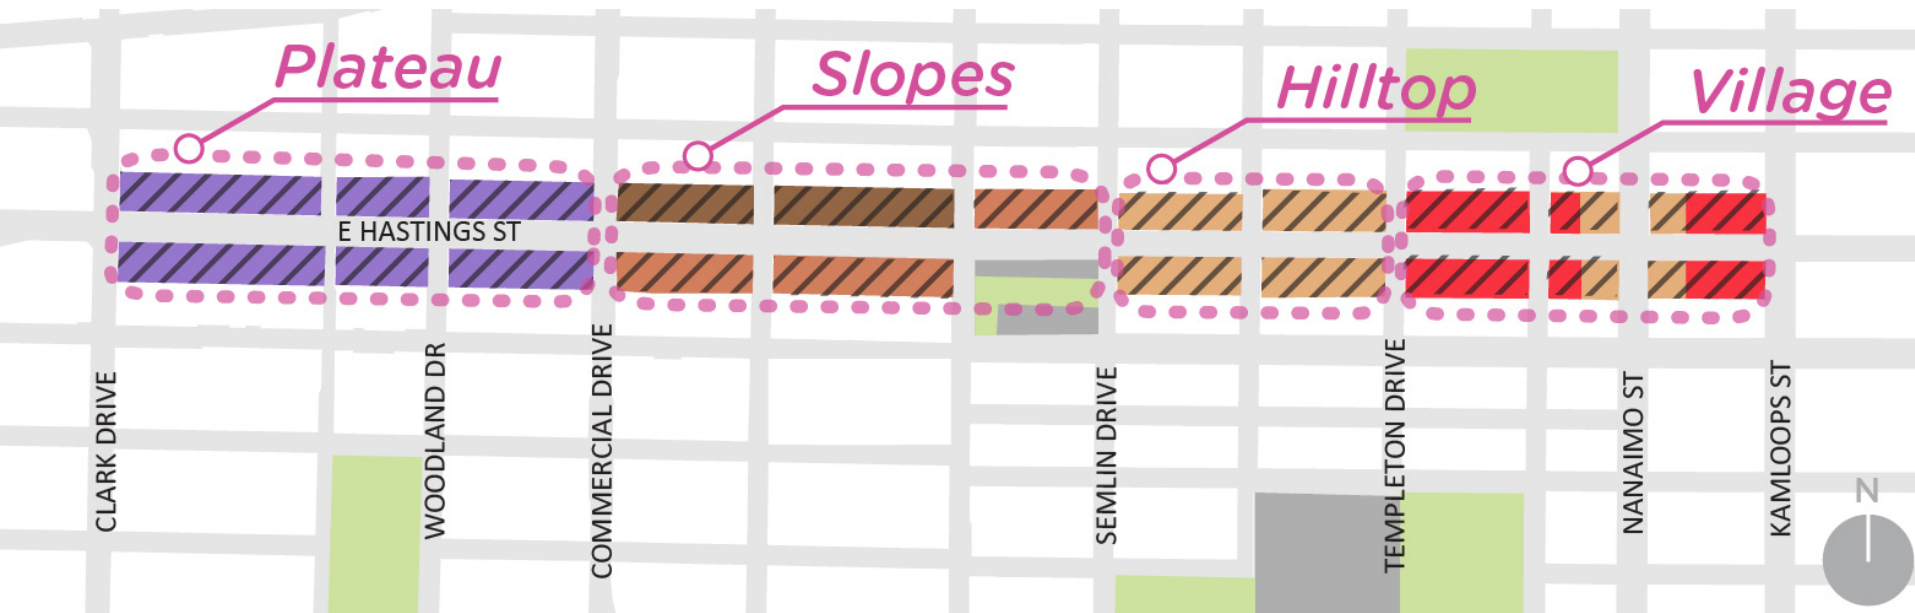 Plateau
Slopes
Hilltop
Village
E HASTINGS ST
CLARK DRIVE
WOODLAND DR
COMMERCIAL DRIVE
SEMLIN DRIVE
TEMPLETON DRIVE
NANAIMO ST
KAMLOOPS ST
N